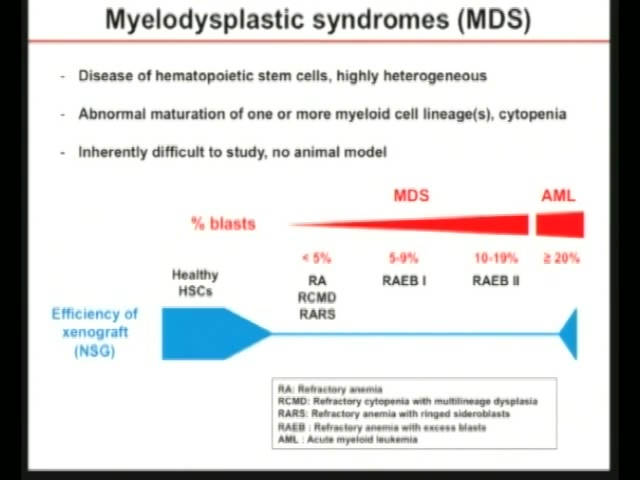 Myelodysplastic syndromes (MDS)
- Disease of hematopoietic stem cells, highly heterogeneous
- Abnormal maturation of one or more myeloid cell lineage(s), cytopenia
- Inherently difficult to study, no animal model
MDS AML
% blasts
< 5% 5-9% 10-19% ≥ 20%
Healthy
HSCs
RA RAEB I RAEB II
RCMD
RARS
Efficiency of
xenograft
(NSG)
RA: Refractory anemia
RCMD: Refractory cytopenia with multilineage dysplasia
RARS: Refractory anemia with ringed sideroblasts
RAEB : Refractory anemia with excess blasts
AML : Acute myeloid leukemia